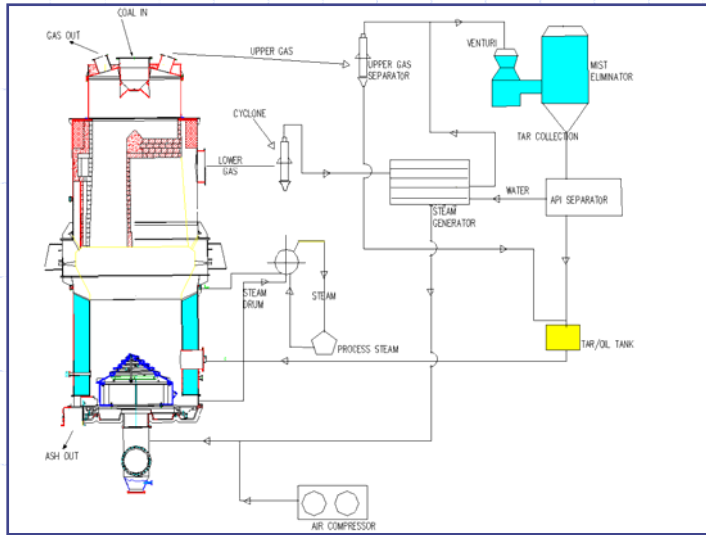 COAL IN
GAS OUT
UPPER GAS
VENTURI
UPPER GAS
SEPARATOR
MIST
ELIMINATOR
CYCLONE
TAR COLLECTION
LOWER
GAS
WATER
API SEPARATOR
STEAM
GENERATOR
STEAM
DRUM
STEAM
PROCESS STEAM
TAR/OIL TANK
ASH OUT
AIR COMPRESSOR